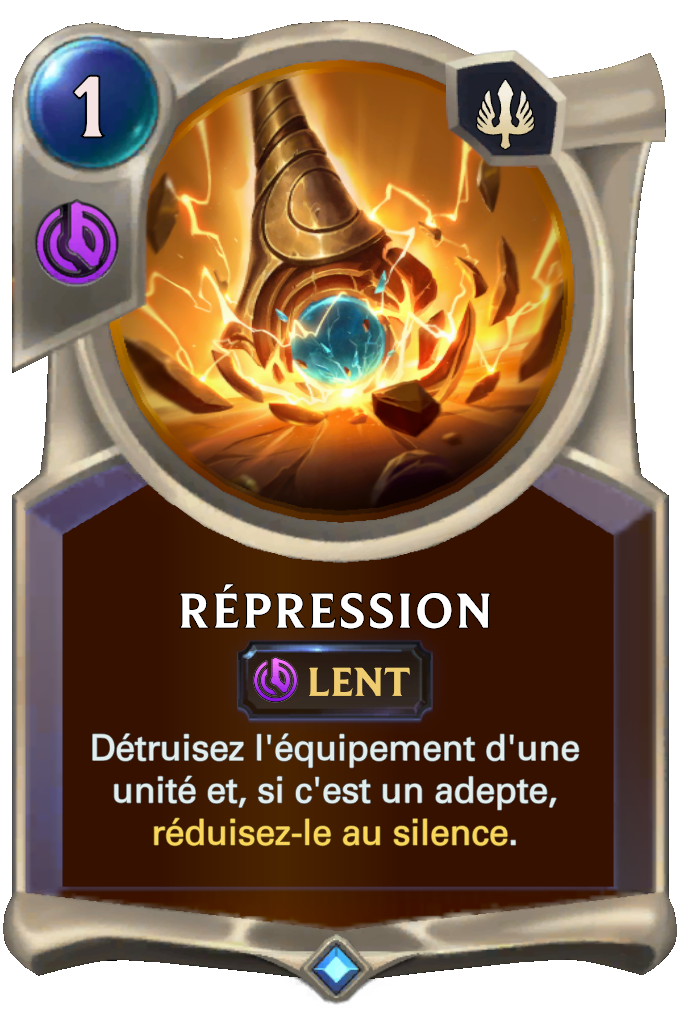 1
RÉPRESSION
LENT
Détruisez l'équipement d'une
unité et, si c'est un adepte,
réduisez-le au silence.